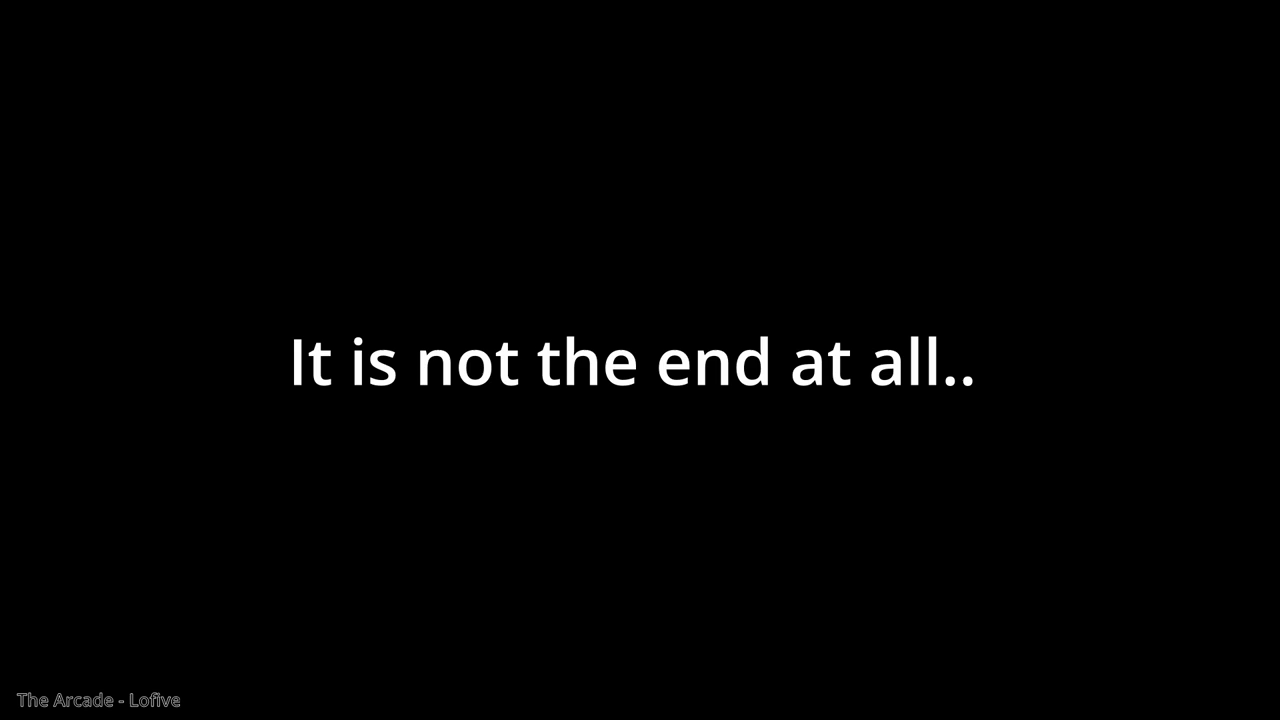 It is not the end at all..
The Arcade - Lofive